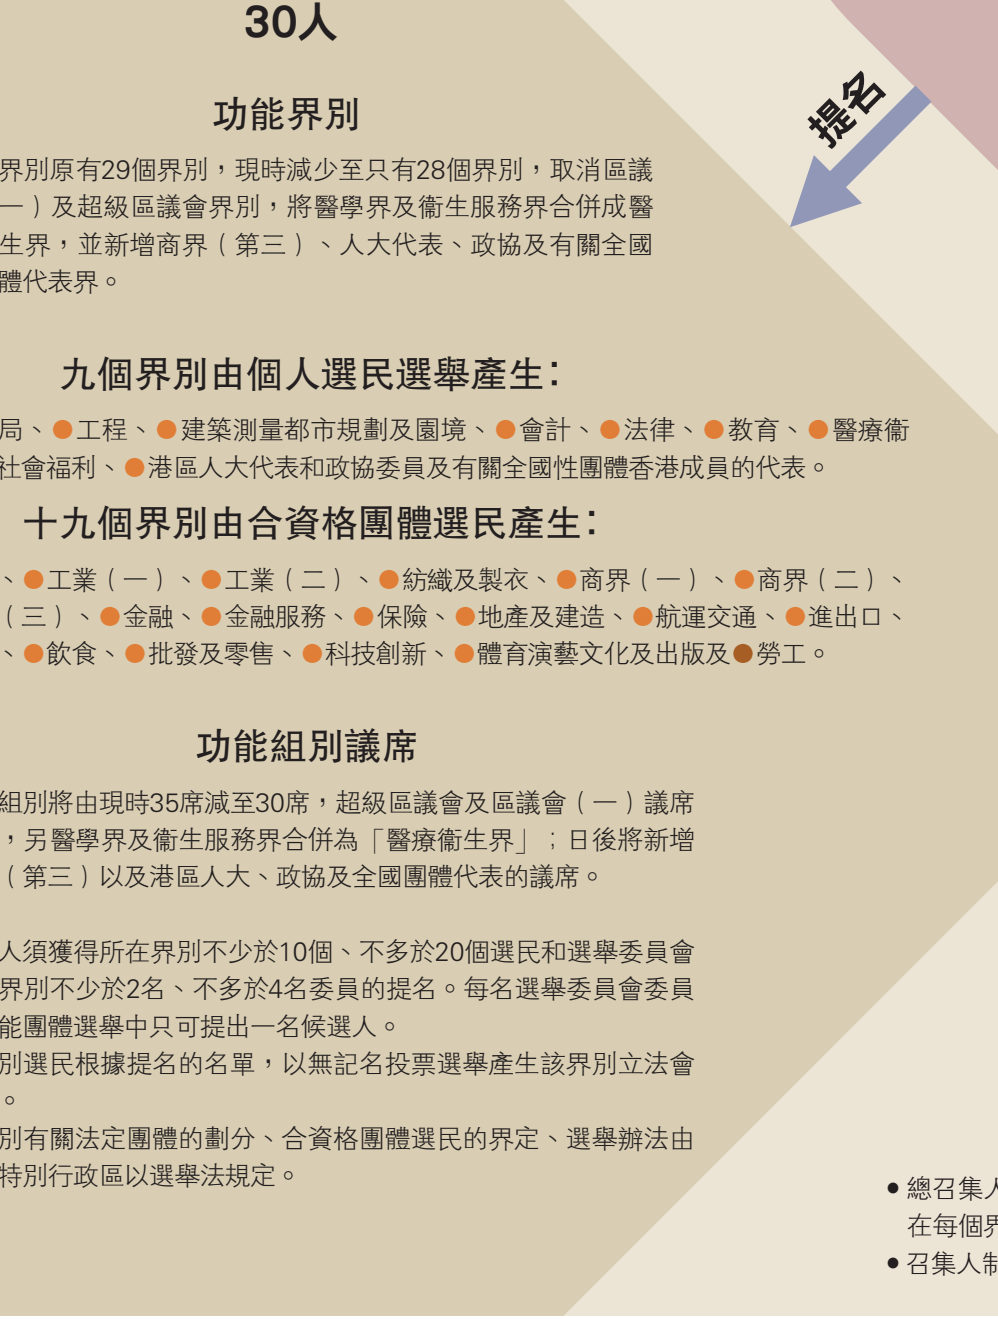 30人
提名
功能界別
界別原有29個界別，現時減少至只有28個界別，取消區議
一）及超級區議會界別，將醫學界及衞生服務界合併成醫
生界，並新增商界（第三）、人大代表、政協及有關全國
體代表界。
九個界別由個人選民選舉產生：
局、●工程、●建築測量都市規劃及園境、●會計、●法律、●教育、●醫療衞
社會福利、●港區人大代表和政協委員及有關全國性團體香港成員的代表。
十九個界別由合資格團體選民產生：
、●工業（一）、●工業（二）、●紡織及製衣、●商界（一）、●商界（二）、
（三）、●金融、●金融服務、●保險、●地產及建造、●航運交通、●進出口、
、●飲食、●批發及零售、●科技創新、●體育演藝文化及出版及●勞工。
功能組別議席
組別將由現時35席減至30席，超級區議會及區議會（一）議席
，另醫學界及衞生服務界合併為「醫療衞生界」；日後將新增
（第三）以及港區人大、政協及全國團體代表的議席。
人須獲得所在界別不少於10個、不多於20個選民和選舉委員會
界別不少於2名、不多於4名委員的提名。每名選舉委員會委員
能團體選舉中只可提出一名候選人。
別選民根據提名的名單，以無記名投票選舉產生該界別立法會
。
別有關法定團體的劃分、合資格團體選民的界定、選舉辦法由
特別行政區以選舉法規定。
●總召集人
在每個界
●召集人制